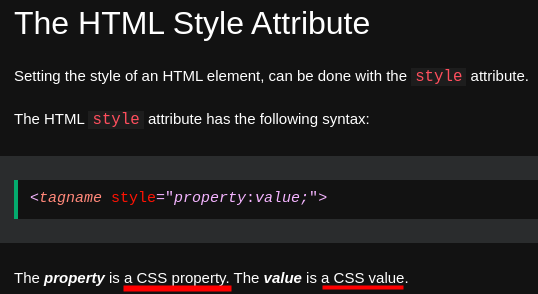 The HTML Style Attribute
Setting the style of an HTML element, can be done with the style attribute.
The HTML style attribute has the following syntax:
<tagname style="property:value;">
The property is a CSS property. The value is a CSS value.